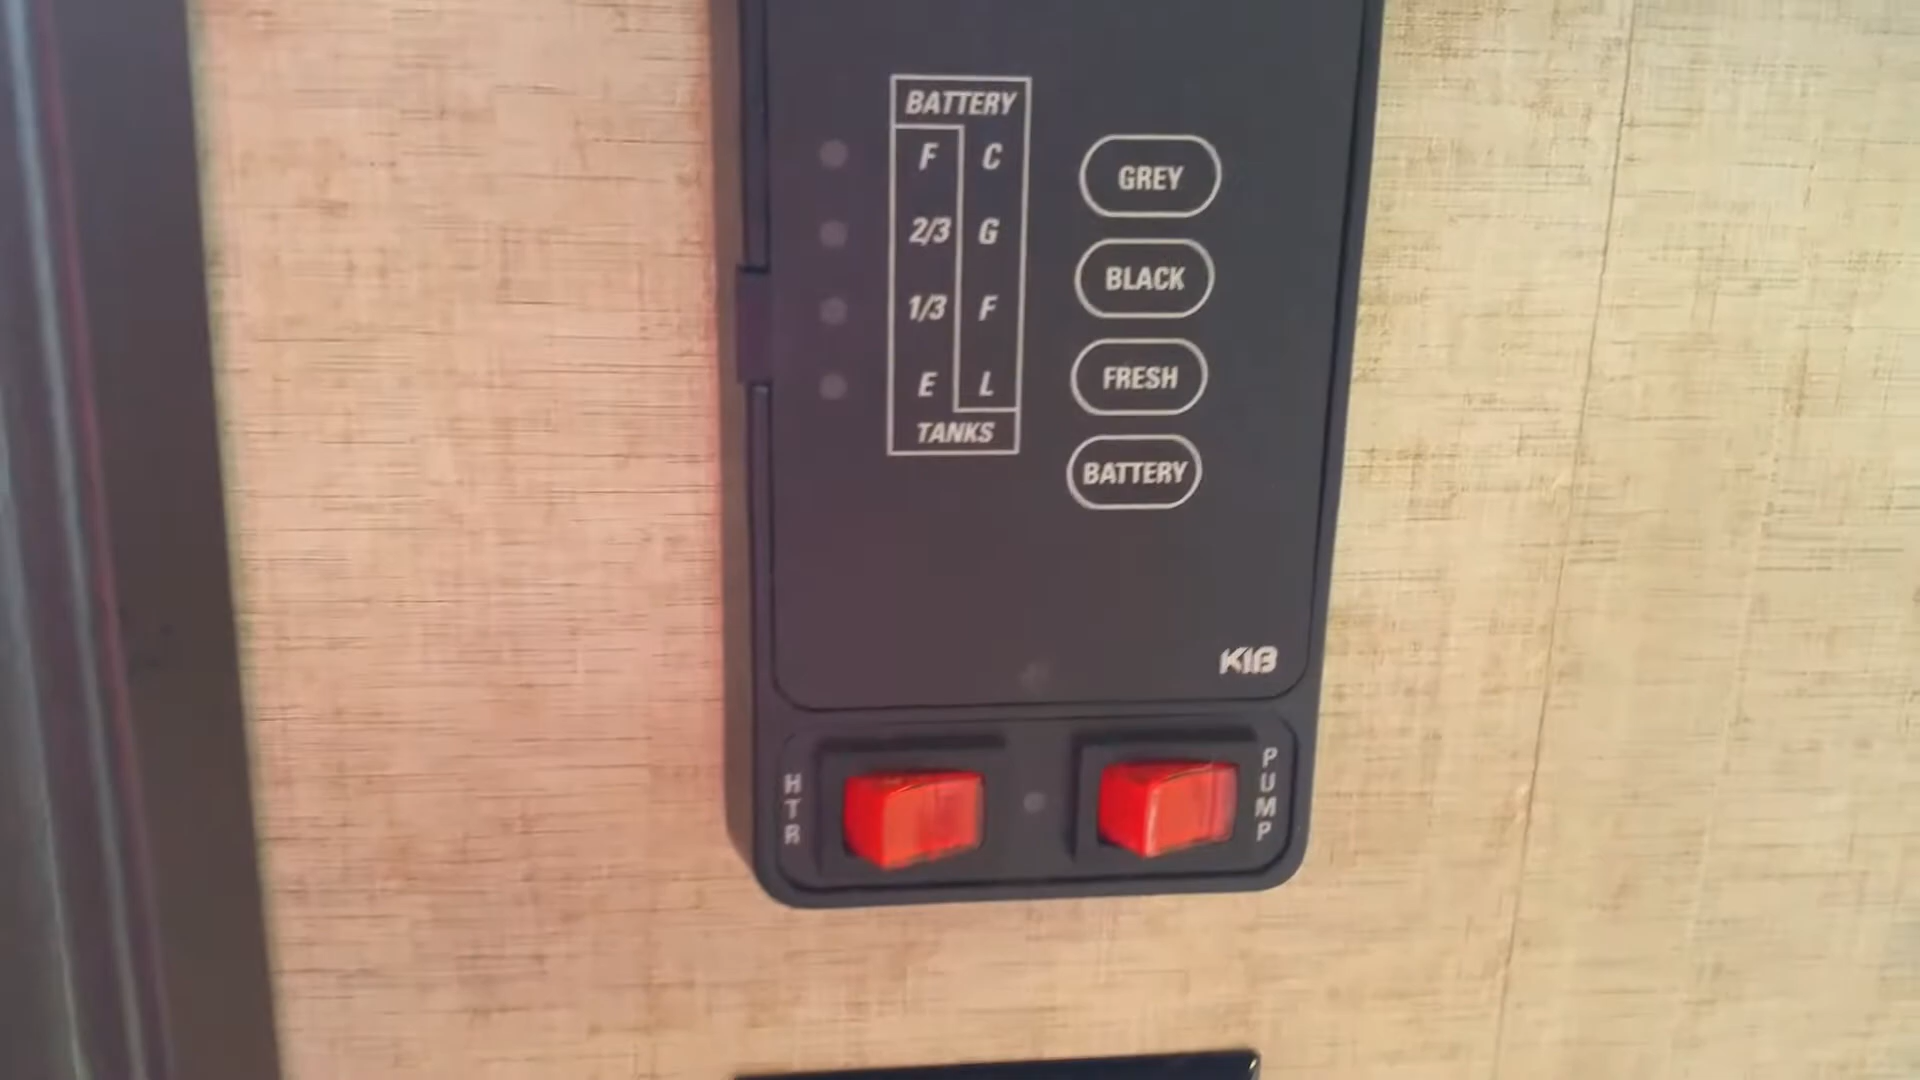 BATTERY
F C
2/3 G
1/3 F
E L
TANKS
GREY
BLACK
FRESH
BATTERY
KIB
HTR
PUMP